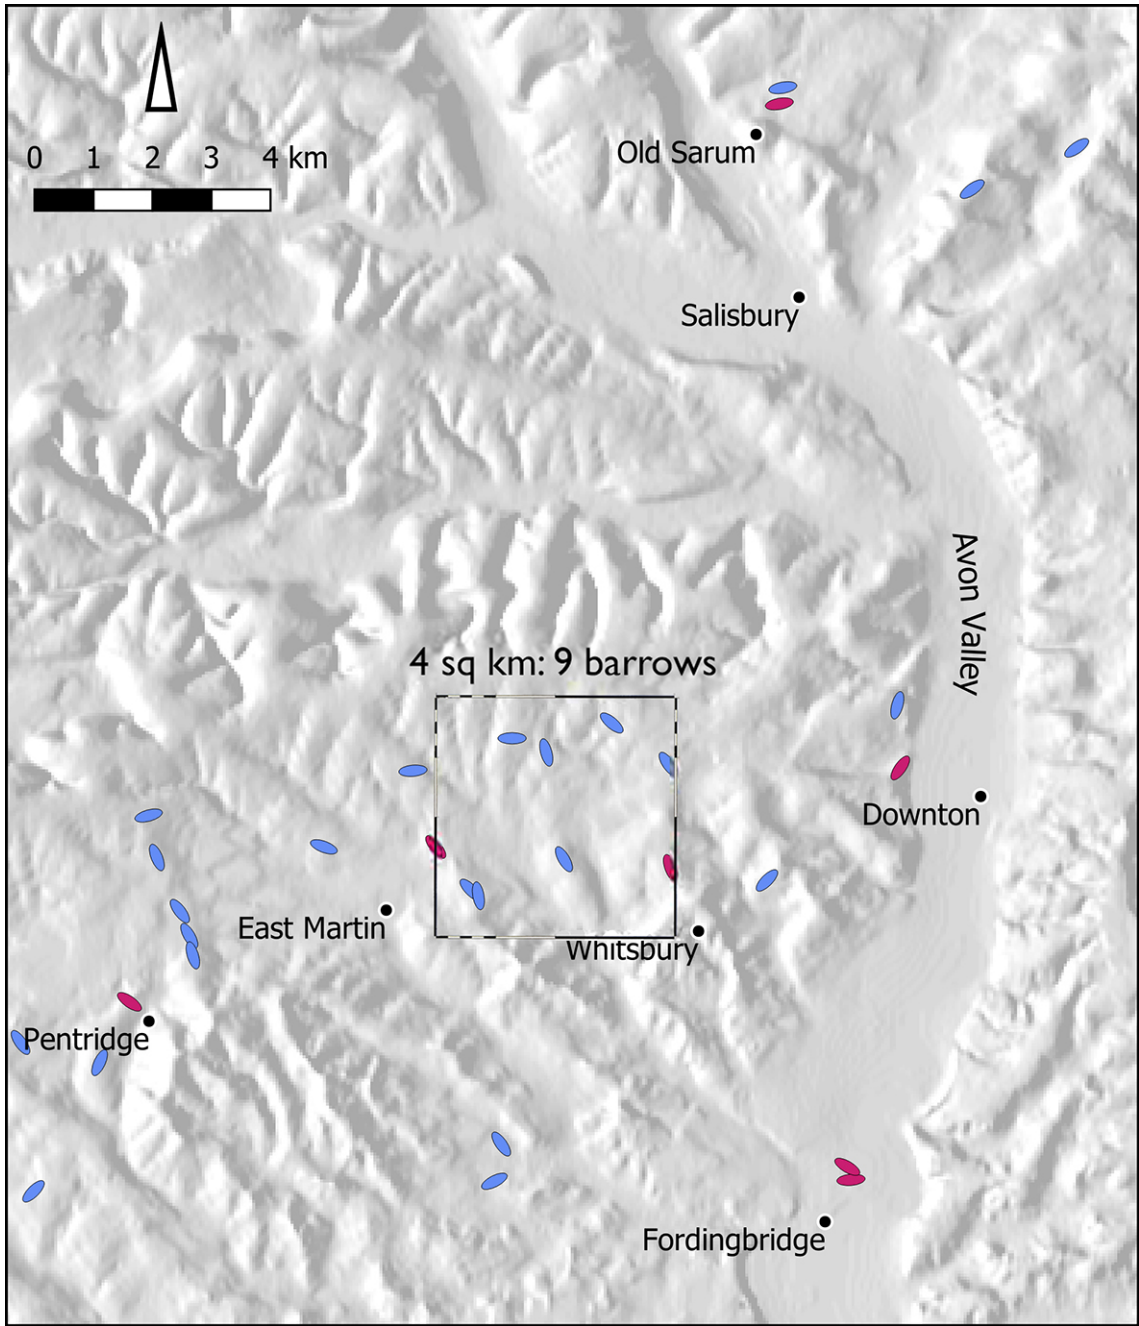 Old Sarum
0 1 2 3 4 km
Salisbury
Avon Valley
4 sq km: 9 barrows
Downton
East Martin
Whitsbury
Pentridge
Fordingbridge